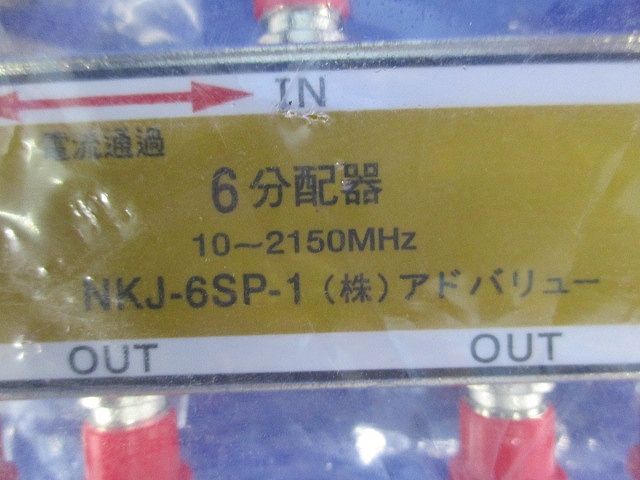 IN
電流通過
6分配器
10～2150MHz
NKJ-6SP-1（株）アドバリュー
OUT OUT